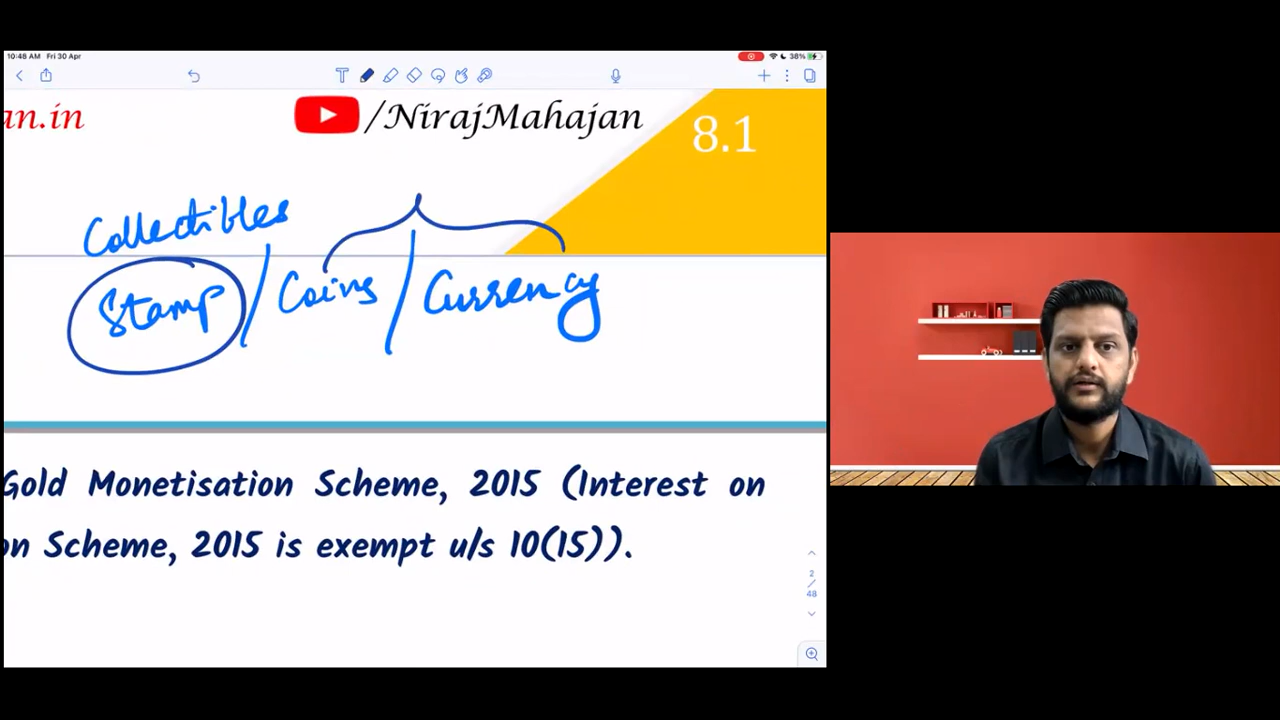 10:48 AM Fri 30 Apr 38%
an.in /NirajMahajan 8.1
Collectibles
Stamp / Coins / Currency
Gold Monetisation Scheme, 2015 (Interest on
on Scheme, 2015 is exempt u/s 10(15)).
2
/
48